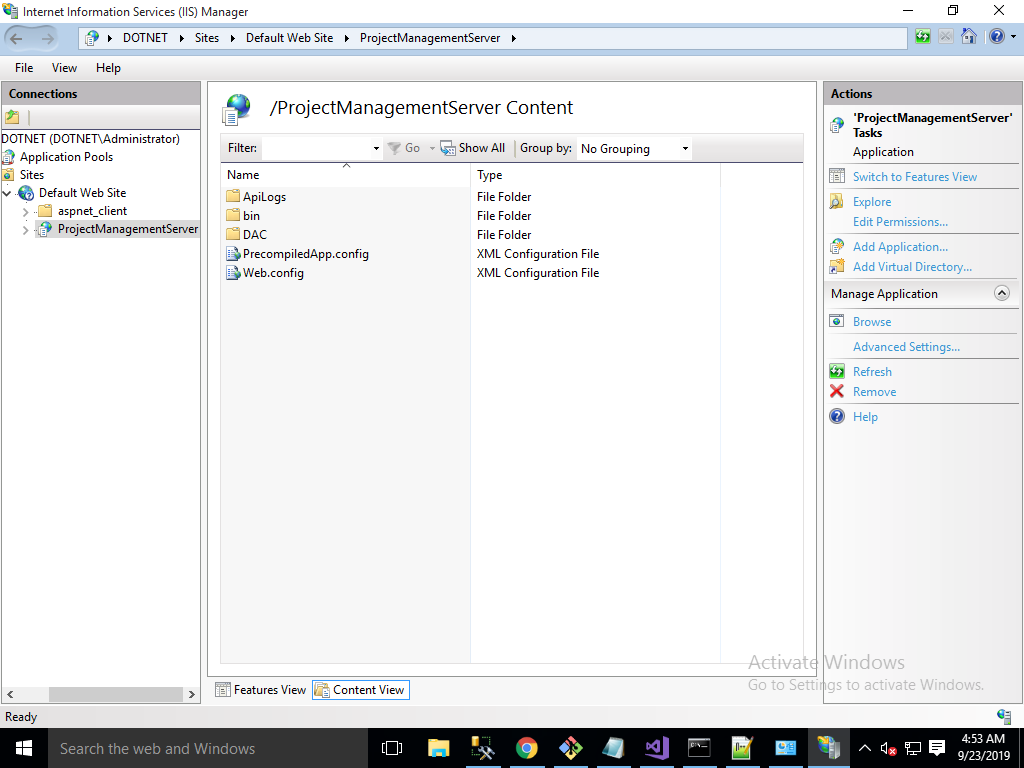 Internet Information Services (IIS) Manager
DOTNET Sites Default Web Site ProjectManagementServer
File View Help
Connections
DOTNET (DOTNET\Administrator)
Application Pools
Sites
Default Web Site
aspnet_client
ProjectManagementServer
/ProjectManagementServer Content
Filter: Go Show All Group by: No Grouping
Name Type
ApiLogs File Folder
bin File Folder
DAC File Folder
PrecompiledApp.config XML Configuration File
Web.config XML Configuration File
Features View Content View
Actions
'ProjectManagementServer'
Tasks
Application
Switch to Features View
Explore
Edit Permissions...
Add Application...
Add Virtual Directory...
Manage Application
Browse
Advanced Settings...
Refresh
Remove
Help
Activate Windows
Go to Settings to activate Windows.
Ready
Search the web and Windows
4:53 AM
9/23/2019